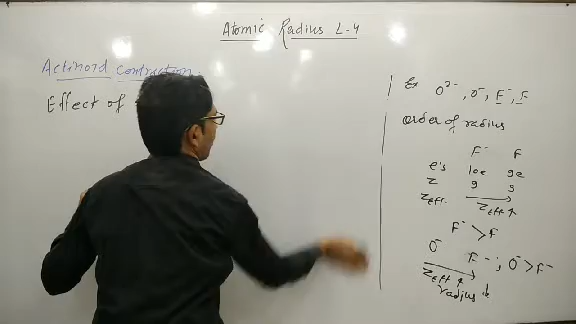 Atomic Radius L-4
Actinoid contraction
Effect of
Ex O²⁻, O⁻, F⁻, F
order of radius
F⁻ F
e's 10e 9e
Z 9 9
Zeff. Zeff ↑
F⁻ > F
O⁻ F⁻ ; O⁻ > F⁻
Zeff ↑
radius ↓